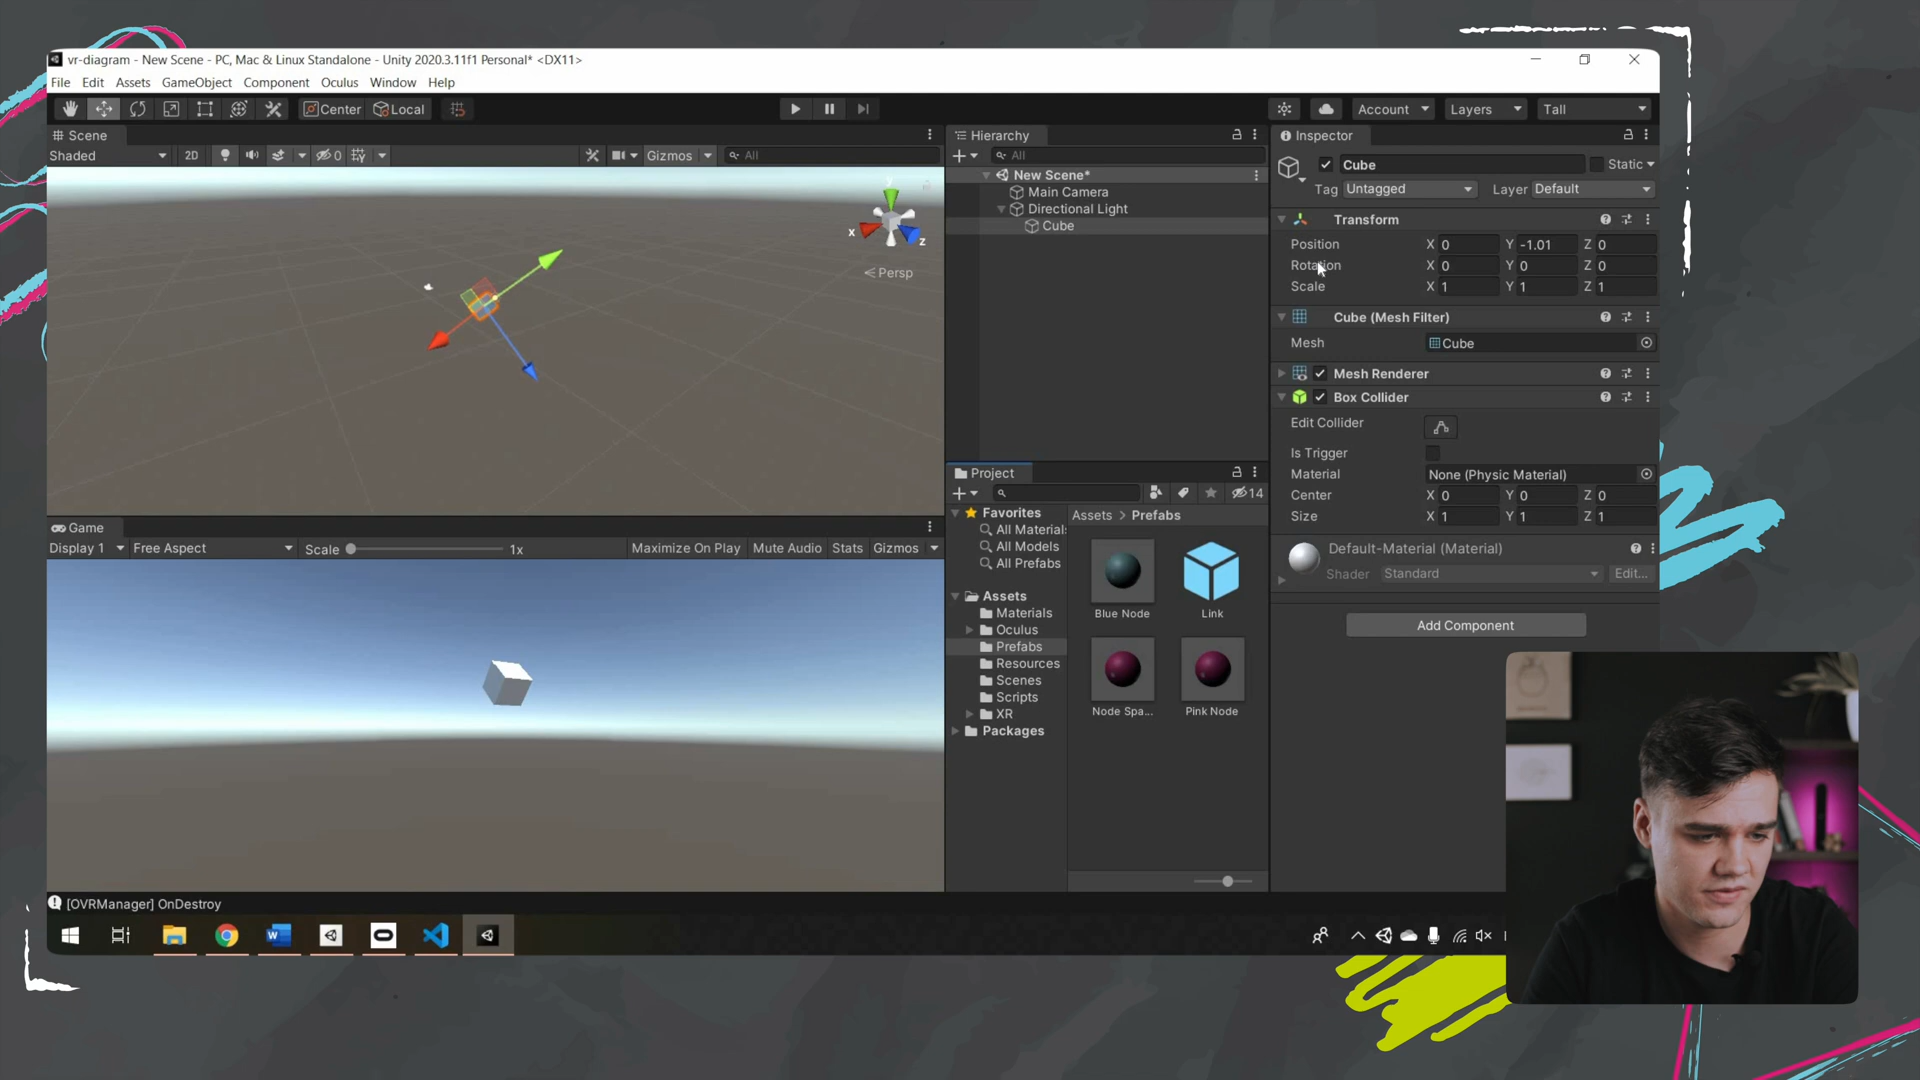 vr-diagram - New Scene - PC, Mac & Linux Standalone - Unity 2020.3.11f1 Personal* <DX11>
File Edit Assets GameObject Component Oculus Window Help
Center Local Account Layers Tall
Scene
Shaded 2D 0 Gizmos All
y
x
z
Persp
Game
Display 1 Free Aspect Scale 1x Maximize On Play Mute Audio Stats Gizmos
Hierarchy
All
New Scene*
Main Camera
Directional Light
Cube
Project
14
Favorites
All Material
All Models
All Prefabs
Assets
Materials
Oculus
Prefabs
Resources
Scenes
Scripts
XR
Packages
Assets > Prefabs
Blue Node
Link
Node Spa...
Pink Node
Inspector
Cube Static
Tag Untagged Layer Default
Transform
Position X 0 Y -1.01 Z 0
Rotation X 0 Y 0 Z 0
Scale X 1 Y 1 Z 1
Cube (Mesh Filter)
Mesh Cube
Mesh Renderer
Box Collider
Edit Collider
Is Trigger
Material None (Physic Material)
Center X 0 Y 0 Z 0
Size X 1 Y 1 Z 1
Default-Material (Material)
Shader Standard Edit...
Add Component
[OVRManager] OnDestroy